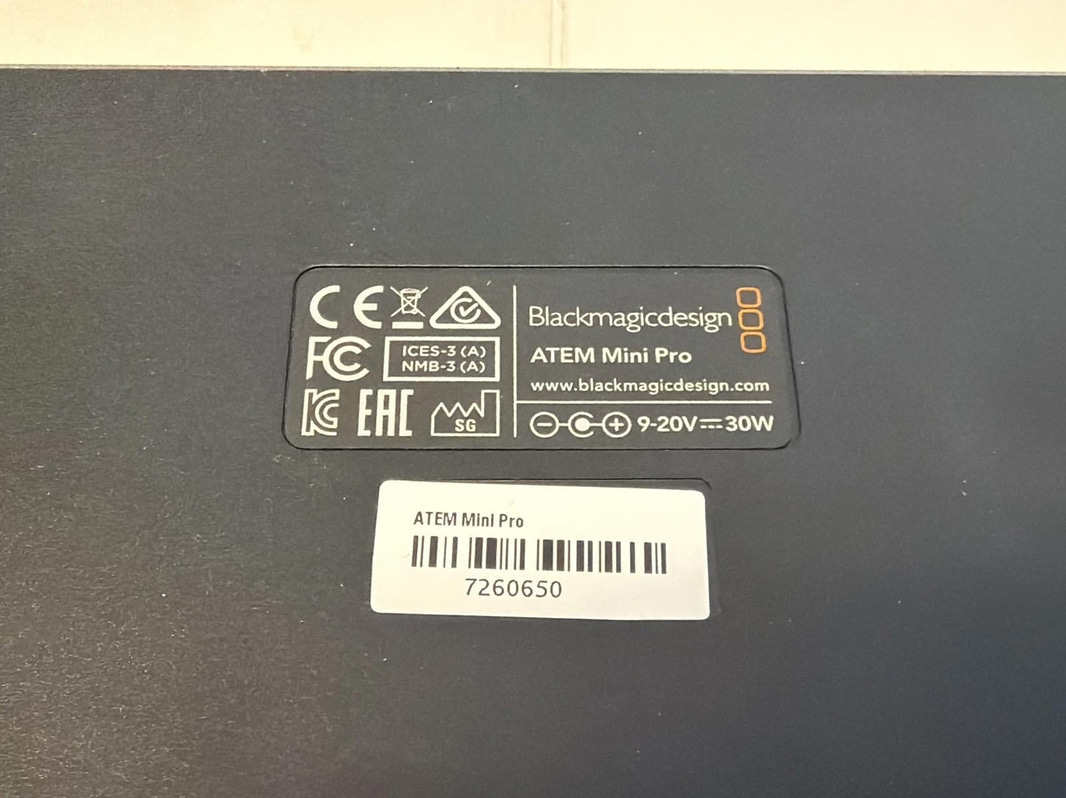 CE
FC
ICES-3 (A)
NMB-3 (A)
KC
EAC
SG
Blackmagicdesign
ATEM Mini Pro
www.blackmagicdesign.com
9-20V⎓30W
ATEM Mini Pro
7260650